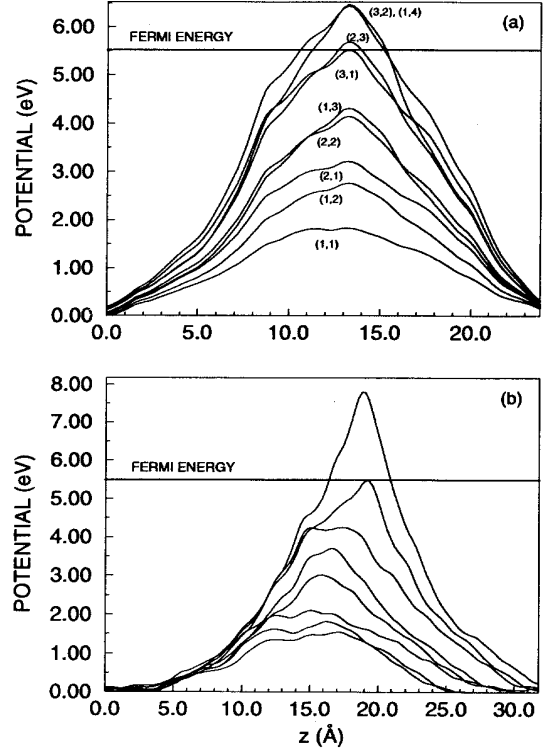 (a)
6.00
(3,2), (1,4)
FERMI ENERGY
(2,3)
5.00
(3,1)
4.00
(1,3)
(2,2)
3.00
(2,1)
(1,2)
2.00
(1,1)
1.00
0.00
POTENTIAL (eV)
0.0 5.0 10.0 15.0 20.0
(b)
8.00
7.00
6.00
FERMI ENERGY
5.00
4.00
3.00
2.00
1.00
0.00
POTENTIAL (eV)
0.0 5.0 10.0 15.0 20.0 25.0 30.0
z (Å)